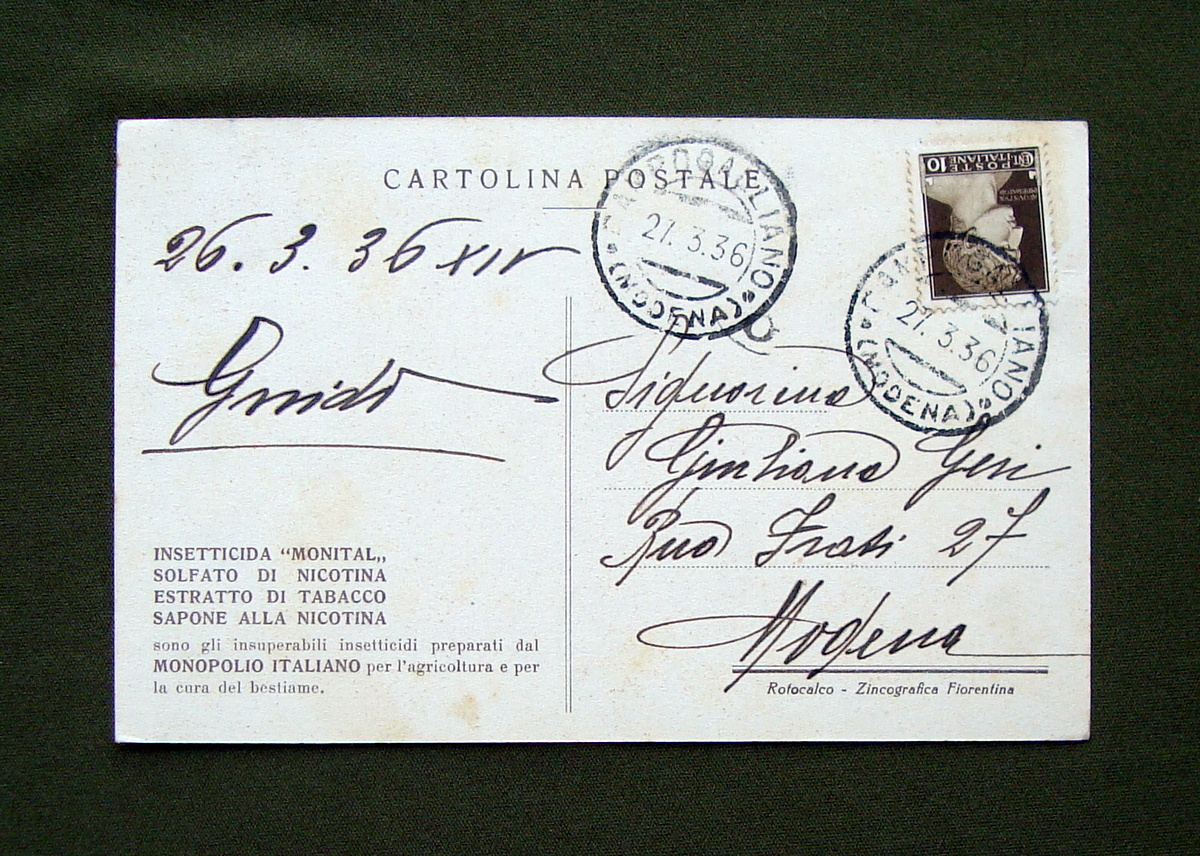 CARTOLINA POSTALE
10 CENT. POSTE ITALIANE
27.3.36
(MODENA)
27.3.36
(MODENA)
26.3.36 XIV
Guido
Signorina
Giuliana Gesi
Rua Frati 27
Modena
INSETTICIDA “MONITAL„
SOLFATO DI NICOTINA
ESTRATTO DI TABACCO
SAPONE ALLA NICOTINA
sono gli insuperabili insetticidi preparati dal
MONOPOLIO ITALIANO per l'agricoltura e per
la cura del bestiame.
Rotocalco - Zincografica Fiorentina